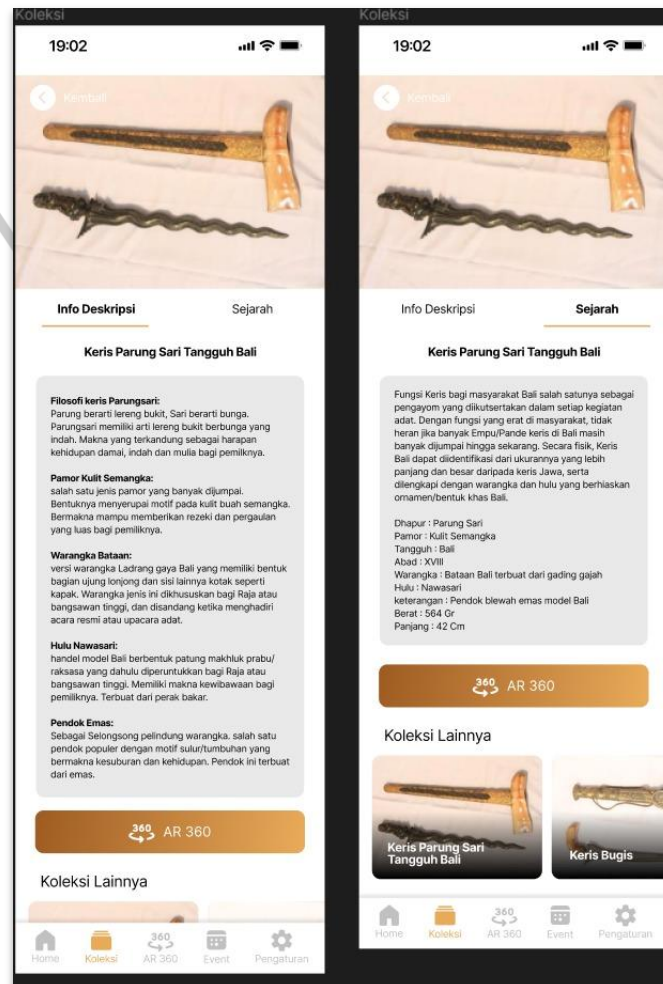 Koleksi
19:02
Kembali
Info Deskripsi
Sejarah
Keris Parung Sari Tangguh Bali
Filosofi keris Parungsari:
Parung berarti lereng bukit, Sari berarti bunga.
Parungsari memiliki arti lereng bukit berbunga yang
indah. Makna yang terkandung sebagai harapan
kehidupan damai, indah dan mulia bagi pemiliknya.
Pamor Kulit Semangka:
salah satu jenis pamor yang banyak dijumpai.
Bentuknya menyerupai motif pada kulit buah semangka.
Bermakna mampu memberikan rezeki dan pergaulan
yang luas bagi pemiliknya.
Warangka Bataan:
versi warangka Ladrang gaya Bali yang memiliki bentuk
bagian ujung lonjong dan sisi lainnya kotak seperti
kapak. Warangka jenis ini dikhususkan bagi Raja atau
bangsawan tinggi, dan disandang ketika menghadiri
acara resmi atau upacara adat.
Hulu Nawasari:
handel model Bali berbentuk patung makhluk prabu/
raksasa yang dahulu diperuntukkan bagi Raja atau
bangsawan tinggi. Memiliki makna kewibawaan bagi
pemiliknya. Terbuat dari perak bakar.
Pendok Emas:
Sebagai Selongsong pelindung warangka. salah satu
pendok populer dengan motif sulur/tumbuhan yang
bermakna kesuburan dan kehidupan. Pendok ini terbuat
dari emas.
360 AR 360
Koleksi Lainnya
Home
Koleksi
360
AR 360
Event
Pengaturan
Koleksi
19:02
Kembali
Info Deskripsi
Sejarah
Keris Parung Sari Tangguh Bali
Fungsi Keris bagi masyarakat Bali salah satunya sebagai
pengayom yang diikutsertakan dalam setiap kegiatan
adat. Dengan fungsi yang erat di masyarakat, tidak
heran jika banyak Empu/Pande keris di Bali masih
banyak dijumpai hingga sekarang. Secara fisik, Keris
Bali dapat diidentifikasi dari ukurannya yang lebih
panjang dan besar daripada keris Jawa, serta
dilengkapi dengan warangka dan hulu yang berhiaskan
ornamen/bentuk khas Bali.
Dhapur : Parung Sari
Pamor : Kulit Semangka
Tangguh : Bali
Abad : XVIII
Warangka : Bataan Bali terbuat dari gading gajah
Hulu : Nawasari
keterangan : Pendok blewah emas model Bali
Berat : 564 Gr
Panjang : 42 Cm
360 AR 360
Koleksi Lainnya
Keris Parung Sari
Tangguh Bali
Keris Bugis
Home
Koleksi
360
AR 360
Event
Pengaturan